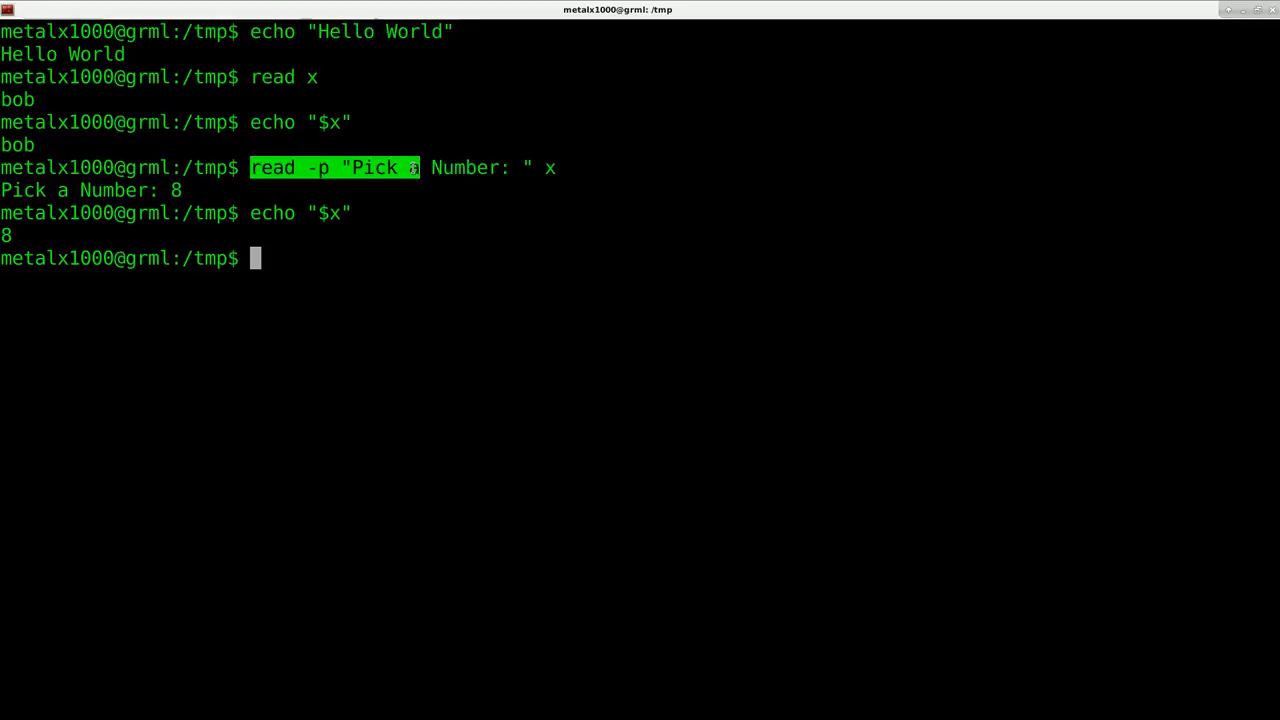 metalx1000@grml: /tmp
metalx1000@grml:/tmp$ echo "Hello World"
Hello World
metalx1000@grml:/tmp$ read x
bob
metalx1000@grml:/tmp$ echo "$x"
bob
metalx1000@grml:/tmp$ read -p "Pick a Number: " x
Pick a Number: 8
metalx1000@grml:/tmp$ echo "$x"
8
metalx1000@grml:/tmp$